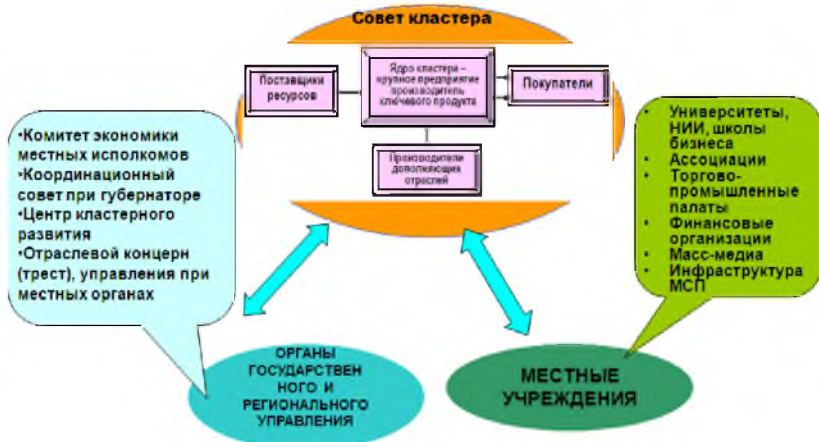 Совет кластера
Поставщики
ресурсов
Ядро кластера –
крупное предприятие
производитель
ключевого продукта
Покупатели
Производители
дополняющих
отраслей
•Комитет экономики
местных исполкомов
•Координационный
совет при губернаторе
•Центр кластерного
развития
•Отраслевой концерн
(трест), управления при
местных органах
• Университеты,
НИИ, школы
бизнеса
• Ассоциации
• Торгово-
промышленные
палаты
• Финансовые
организации
• Масс-медиа
• Инфраструктура
МСП
ОРГАНЫ
ГОСУДАРСТВЕН
НОГО И
РЕГИОНАЛЬНОГО
УПРАВЛЕНИЯ
МЕСТНЫЕ
УЧРЕЖДЕНИЯ